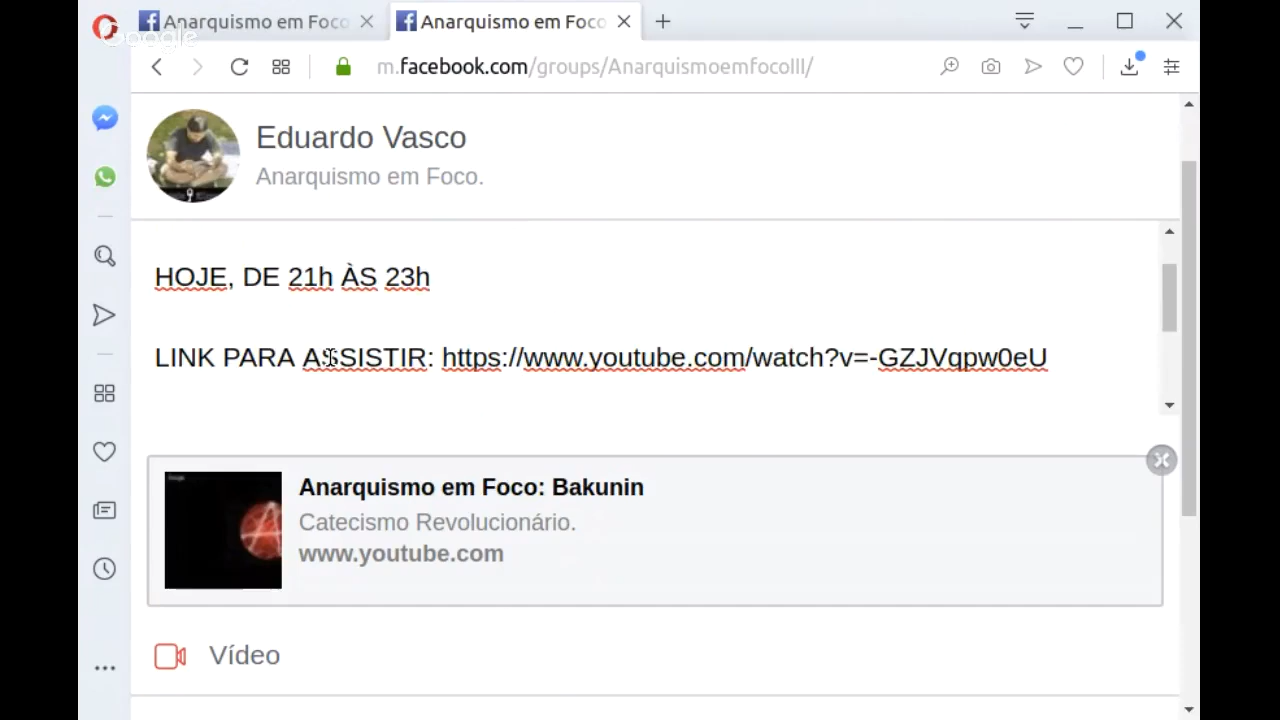 Anarquismo em Foco
Anarquismo em Foco
Google
m.facebook.com/groups/AnarquismoemfocoIII/
Eduardo Vasco
Anarquismo em Foco.
HOJE, DE 21h ÀS 23h
LINK PARA ASSISTIR: https://www.youtube.com/watch?v=-GZJVqpw0eU
Anarquismo em Foco: Bakunin
Catecismo Revolucionário.
www.youtube.com
Vídeo